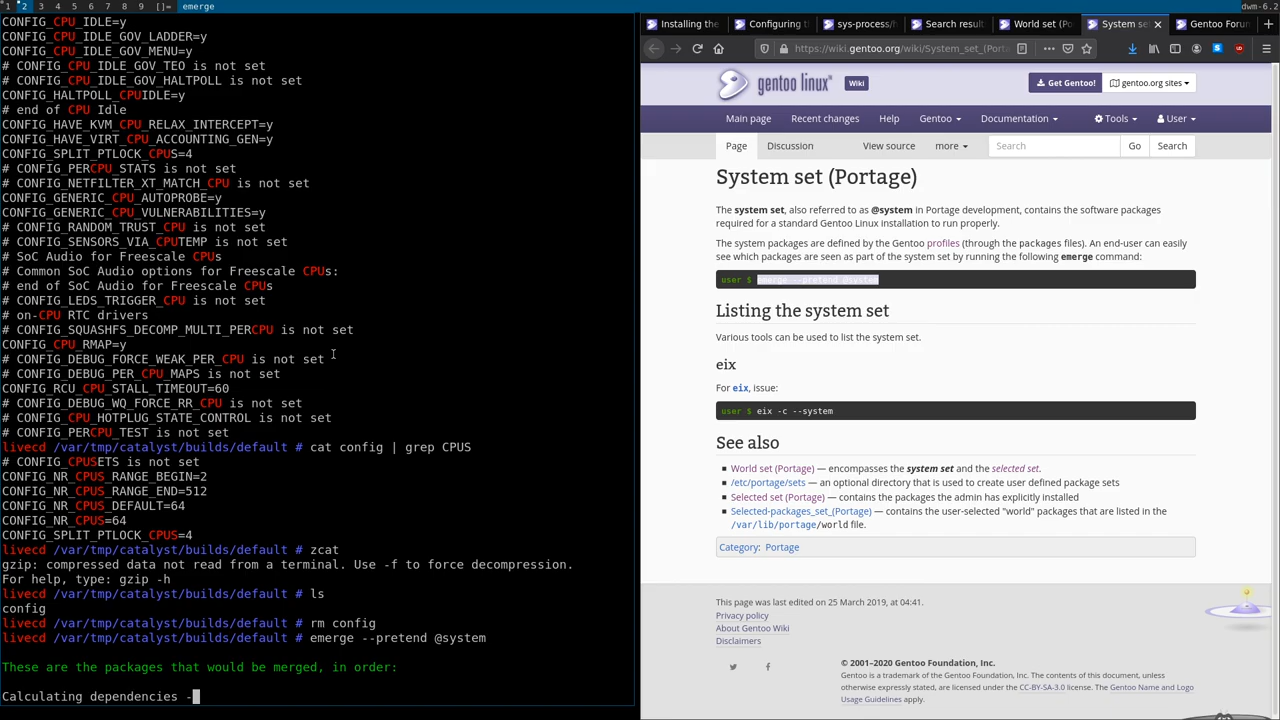 1 2 3 4 5 6 7 8 9 []= emerge
dwm-6.2
CONFIG_CPU_IDLE=y
CONFIG_CPU_IDLE_GOV_LADDER=y
CONFIG_CPU_IDLE_GOV_MENU=y
# CONFIG_CPU_IDLE_GOV_TEO is not set
# CONFIG_CPU_IDLE_GOV_HALTPOLL is not set
CONFIG_HALTPOLL_CPUIDLE=y
# end of CPU Idle
CONFIG_HAVE_KVM_CPU_RELAX_INTERCEPT=y
CONFIG_HAVE_VIRT_CPU_ACCOUNTING_GEN=y
CONFIG_SPLIT_PTLOCK_CPUS=4
# CONFIG_PERCPU_STATS is not set
# CONFIG_NETFILTER_XT_MATCH_CPU is not set
CONFIG_GENERIC_CPU_AUTOPROBE=y
CONFIG_GENERIC_CPU_VULNERABILITIES=y
# CONFIG_RANDOM_TRUST_CPU is not set
# CONFIG_SENSORS_VIA_CPUTEMP is not set
# SoC Audio for Freescale CPUs
# Common SoC Audio options for Freescale CPUs:
# end of SoC Audio for Freescale CPUs
# CONFIG_LEDS_TRIGGER_CPU is not set
# on-CPU RTC drivers
# CONFIG_SQUASHFS_DECOMP_MULTI_PERCPU is not set
CONFIG_CPU_RMAP=y
# CONFIG_DEBUG_FORCE_WEAK_PER_CPU is not set
# CONFIG_DEBUG_PER_CPU_MAPS is not set
CONFIG_RCU_CPU_STALL_TIMEOUT=60
# CONFIG_DEBUG_WQ_FORCE_RR_CPU is not set
# CONFIG_CPU_HOTPLUG_STATE_CONTROL is not set
# CONFIG_PERCPU_TEST is not set
livecd /var/tmp/catalyst/builds/default # cat config | grep CPUS
# CONFIG_CPUSETS is not set
CONFIG_NR_CPUS_RANGE_BEGIN=2
CONFIG_NR_CPUS_RANGE_END=512
CONFIG_NR_CPUS_DEFAULT=64
CONFIG_NR_CPUS=64
CONFIG_SPLIT_PTLOCK_CPUS=4
livecd /var/tmp/catalyst/builds/default # zcat
gzip: compressed data not read from a terminal. Use -f to force decompression.
For help, type: gzip -h
livecd /var/tmp/catalyst/builds/default # ls
config
livecd /var/tmp/catalyst/builds/default # rm config
livecd /var/tmp/catalyst/builds/default # emerge --pretend @system
These are the packages that would be merged, in order:
Calculating dependencies -
Installing the
Configuring t
sys-process/h
Search result
World set (Po
System set
Gentoo Forun
https://wiki.gentoo.org/wiki/System_set_(Porta
gentoo linux
Wiki
Get Gentoo!
gentoo.org sites
Main page Recent changes Help Gentoo Documentation Tools User
Page Discussion View source more Search Go Search
System set (Portage)
The system set, also referred to as @system in Portage development, contains the software packages
required for a standard Gentoo Linux installation to run properly.
The system packages are defined by the Gentoo profiles (through the packages files). An end-user can easily
see which packages are seen as part of the system set by running the following emerge command:
user $ emerge --pretend @system
Listing the system set
Various tools can be used to list the system set.
eix
For eix, issue:
user $ eix -c --system
See also
World set (Portage) — encompasses the system set and the selected set.
/etc/portage/sets — an optional directory that is used to create user defined package sets
Selected set (Portage) — contains the packages the admin has explicitly installed
Selected-packages_set_(Portage) — contains the user-selected "world" packages that are listed in the
/var/lib/portage/world file.
Category: Portage
This page was last edited on 25 March 2019, at 04:41.
Privacy policy
About Gentoo Wiki
Disclaimers
© 2001–2020 Gentoo Foundation, Inc.
Gentoo is a trademark of the Gentoo Foundation, Inc. The contents of this document, unless
otherwise expressly stated, are licensed under the CC-BY-SA-3.0 license. The Gentoo Name and Logo
Usage Guidelines apply.